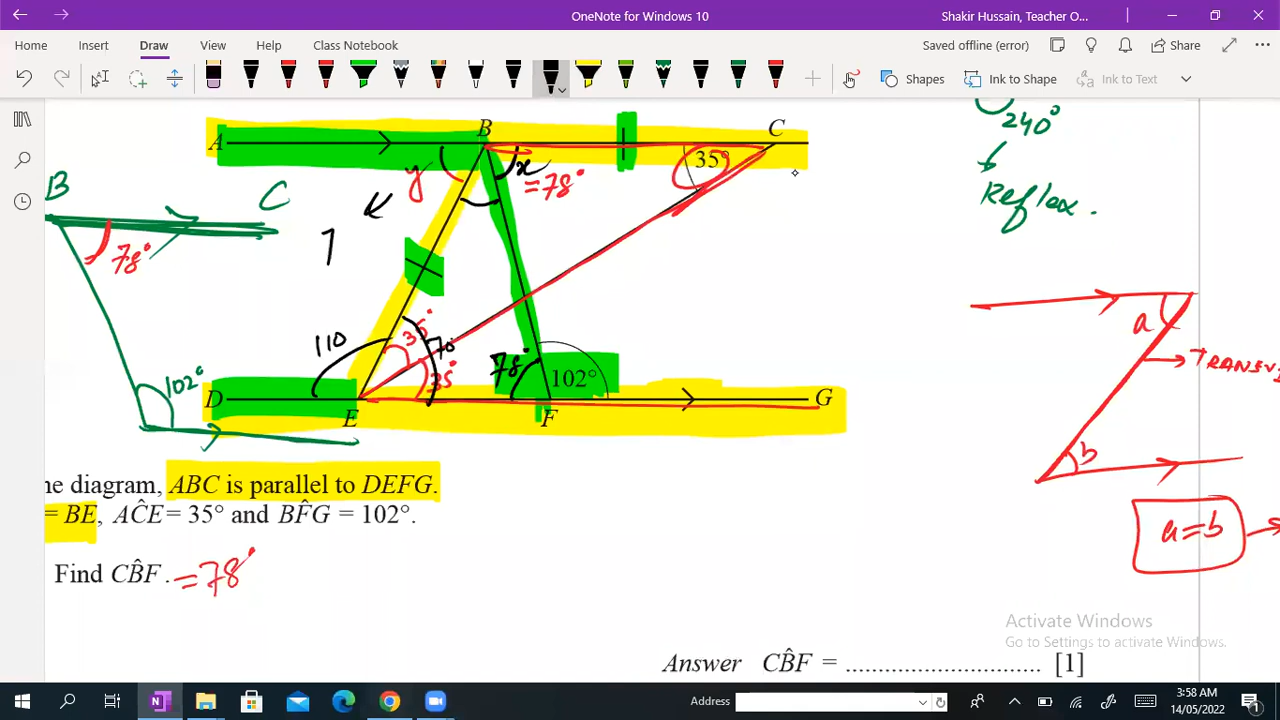 OneNote for Windows 10
Shakir Hussain, Teacher O...
Home Insert Draw View Help Class Notebook
Saved offline (error) Share
Shapes Ink to Shape Ink to Text
A B C
35°
y x
= 78°
240°
Reflex.
B C
78°
102°
110 35° 70 35° 78° 102°
D E F G
a
b
a=b
he diagram, ABC is parallel to DEFG.
= BE, AĈE = 35° and BF̂G = 102°.
Find CB̂F. = 78°
Activate Windows
Go to Settings to activate Windows.
Answer CB̂F = ............................. [1]
Address
3:58 AM
14/05/2022